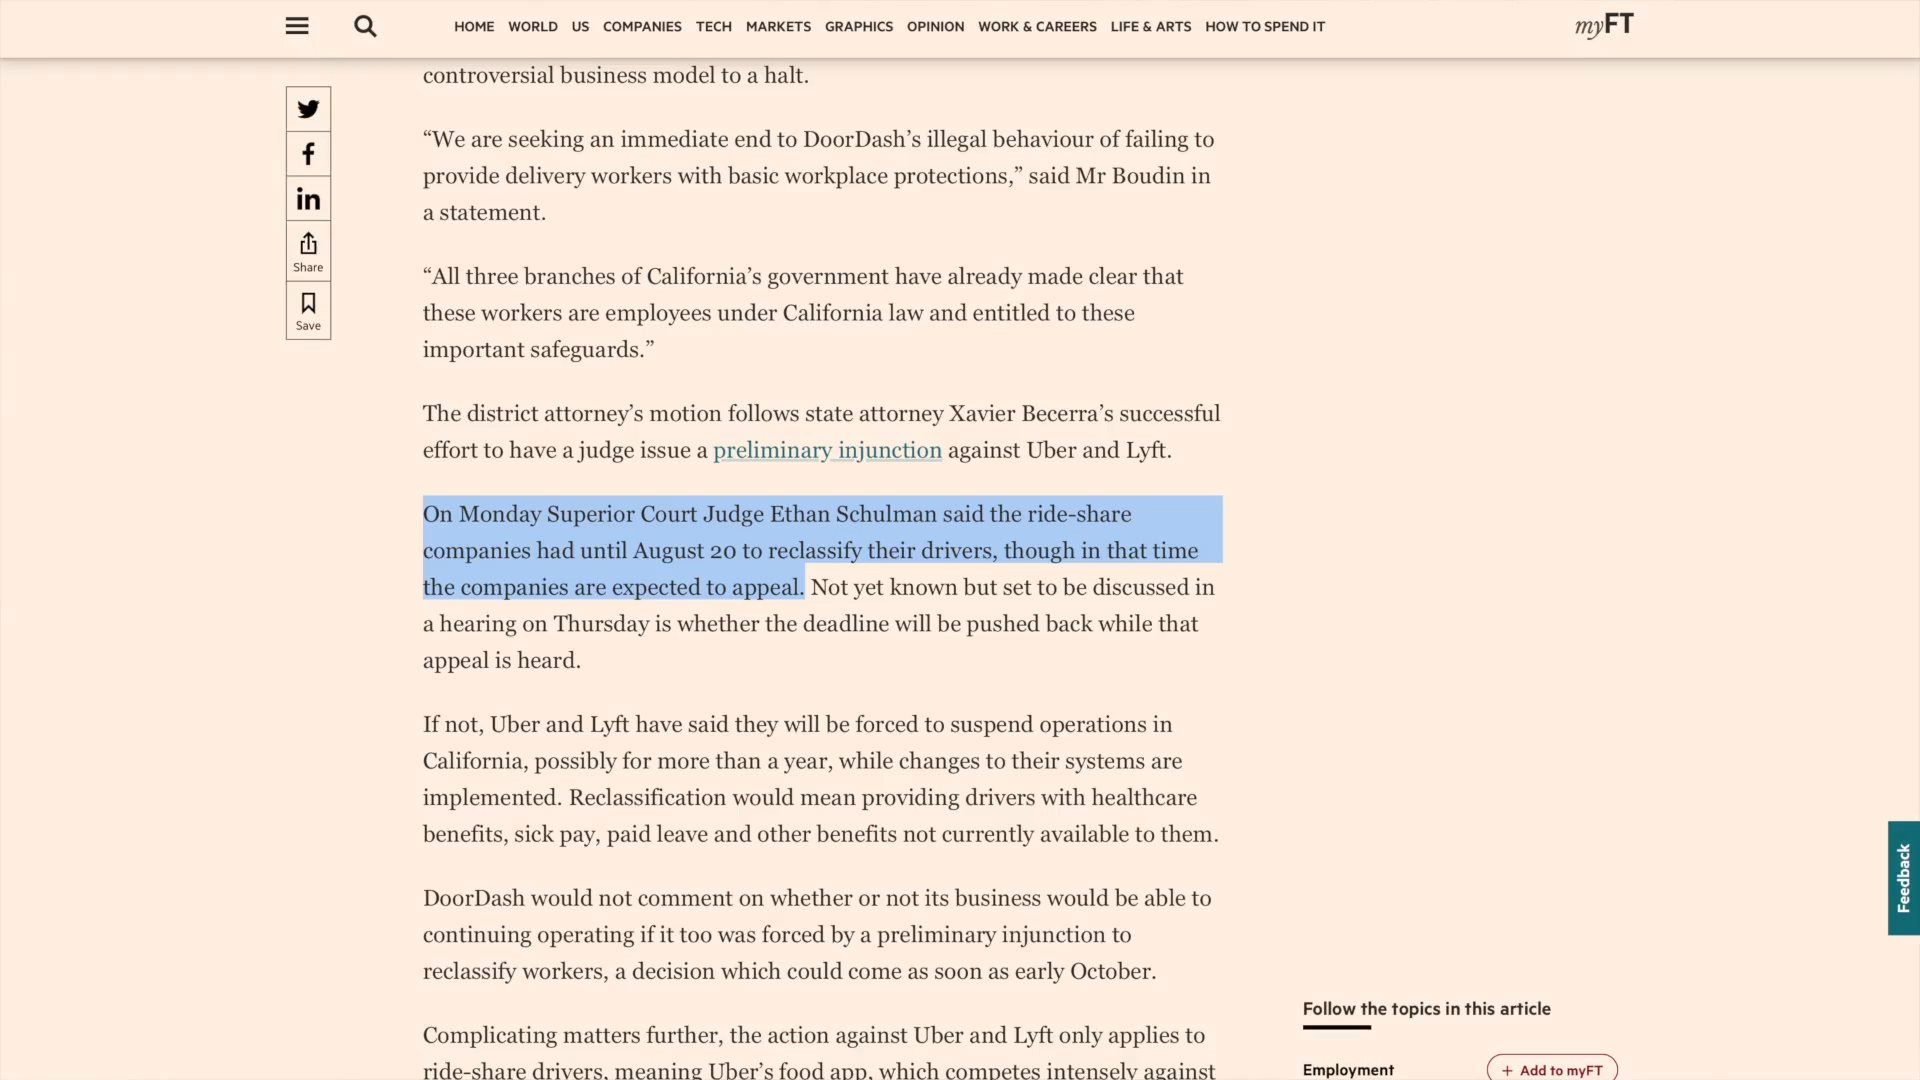 HOME WORLD US COMPANIES TECH MARKETS GRAPHICS OPINION WORK & CAREERS LIFE & ARTS HOW TO SPEND IT
myFT
controversial business model to a halt.
“We are seeking an immediate end to DoorDash’s illegal behaviour of failing to
provide delivery workers with basic workplace protections,” said Mr Boudin in
a statement.
Share
Save
“All three branches of California’s government have already made clear that
these workers are employees under California law and entitled to these
important safeguards.”
The district attorney’s motion follows state attorney Xavier Becerra’s successful
effort to have a judge issue a preliminary injunction against Uber and Lyft.
On Monday Superior Court Judge Ethan Schulman said the ride-share
companies had until August 20 to reclassify their drivers, though in that time
the companies are expected to appeal. Not yet known but set to be discussed in
a hearing on Thursday is whether the deadline will be pushed back while that
appeal is heard.
If not, Uber and Lyft have said they will be forced to suspend operations in
California, possibly for more than a year, while changes to their systems are
implemented. Reclassification would mean providing drivers with healthcare
benefits, sick pay, paid leave and other benefits not currently available to them.
DoorDash would not comment on whether or not its business would be able to
continuing operating if it too was forced by a preliminary injunction to
reclassify workers, a decision which could come as soon as early October.
Complicating matters further, the action against Uber and Lyft only applies to
ride-share drivers, meaning Uber’s food app, which competes intensely against
Feedback
Follow the topics in this article
Employment
+ Add to myFT